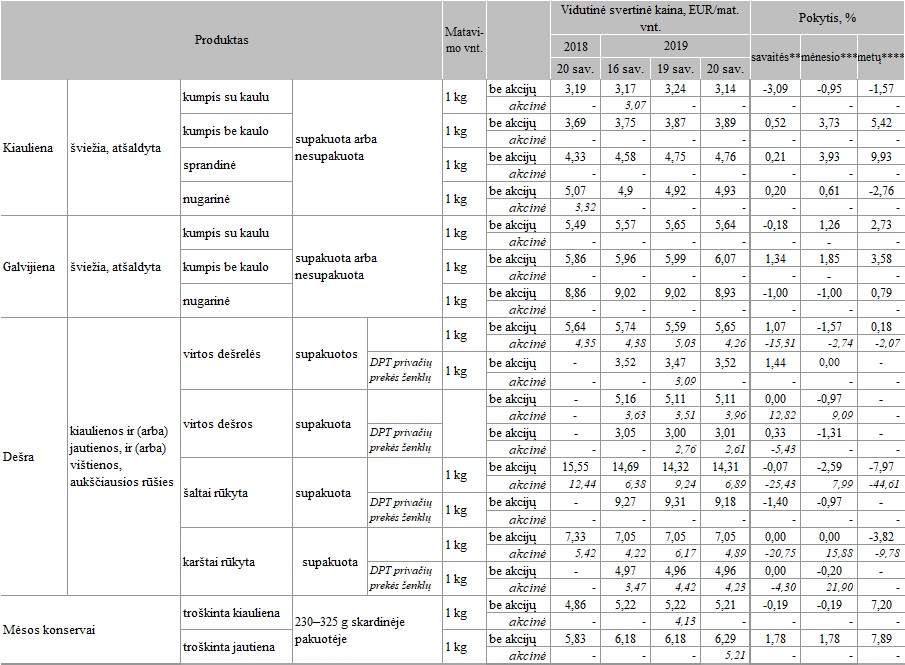 Produktas
Matavi-
mo vnt.
Vidutinė svertinė kaina, EUR/mat.
vnt.
Pokytis, %
2018
2019
savaitės**
mėnesio***
metų****
20 sav.
16 sav.
19 sav.
20 sav.
Kiauliena
šviežia, atšaldyta
supakuota arba
nesupakuota
kumpis su kaulu
1 kg
be akcijų 3,19 3,17 3,24 3,14 -3,09 -0,95 -1,57
akcinė - 3,07 - - - - -
kumpis be kaulo
1 kg
be akcijų 3,69 3,75 3,87 3,89 0,52 3,73 5,42
akcinė - - - - - - -
sprandinė
1 kg
be akcijų 4,33 4,58 4,75 4,76 0,21 3,93 9,93
akcinė - - - - - - -
nugarinė
1 kg
be akcijų 5,07 4,9 4,92 4,93 0,20 0,61 -2,76
akcinė 3,32 - - - - - -
Galvijiena
šviežia, atšaldyta
supakuota arba
nesupakuota
kumpis su kaulu
1 kg
be akcijų 5,49 5,57 5,65 5,64 -0,18 1,26 2,73
akcinė - - - - - - -
kumpis be kaulo
1 kg
be akcijų 5,86 5,96 5,99 6,07 1,34 1,85 3,58
akcinė - - - - - - -
nugarinė
1 kg
be akcijų 8,86 9,02 9,02 8,93 -1,00 -1,00 0,79
akcinė - - - - - - -
Dešra
kiaulienos ir (arba)
jautienos, ir (arba)
vištienos,
aukščiausios rūšies
virtos dešrelės
supakuotos
1 kg
be akcijų 5,64 5,74 5,59 5,65 1,07 -1,57 0,18
akcinė 4,35 4,38 5,03 4,26 -15,31 -2,74 -2,07
DPT privačių
prekės ženklų
1 kg
be akcijų - 3,52 3,47 3,52 1,44 0,00 -
akcinė - - 3,09 - - - -
virtos dešros
supakuota
be akcijų - 5,16 5,11 5,11 0,00 -0,97 -
akcinė - 3,63 3,51 3,96 12,82 9,09 -
DPT privačių
prekės ženklų
be akcijų - 3,05 3,00 3,01 0,33 -1,31 -
akcinė - - 2,76 2,61 -5,43 - -
šaltai rūkyta
supakuota
1 kg
be akcijų 15,55 14,69 14,32 14,31 -0,07 -2,59 -7,97
akcinė 12,44 6,38 9,24 6,89 -25,43 7,99 -44,61
DPT privačių
prekės ženklų
1 kg
be akcijų - 9,27 9,31 9,18 -1,40 -0,97 -
akcinė - - - - - - -
karštai rūkyta
supakuota
1 kg
be akcijų 7,33 7,05 7,05 7,05 0,00 0,00 -3,82
akcinė 5,42 4,22 6,17 4,89 -20,75 15,88 -9,78
DPT privačių
prekės ženklų
1 kg
be akcijų - 4,97 4,96 4,96 0,00 -0,20 -
akcinė - 3,47 4,42 4,23 -4,30 21,90 -
Mėsos konservai
230–325 g skardinėje
pakuotėje
troškinta kiauliena
1 kg
be akcijų 4,86 5,22 5,22 5,21 -0,19 -0,19 7,20
akcinė - - 4,13 - - - -
troškinta jautiena
1 kg
be akcijų 5,83 6,18 6,18 6,29 1,78 1,78 7,89
akcinė - - - 5,21 - - -